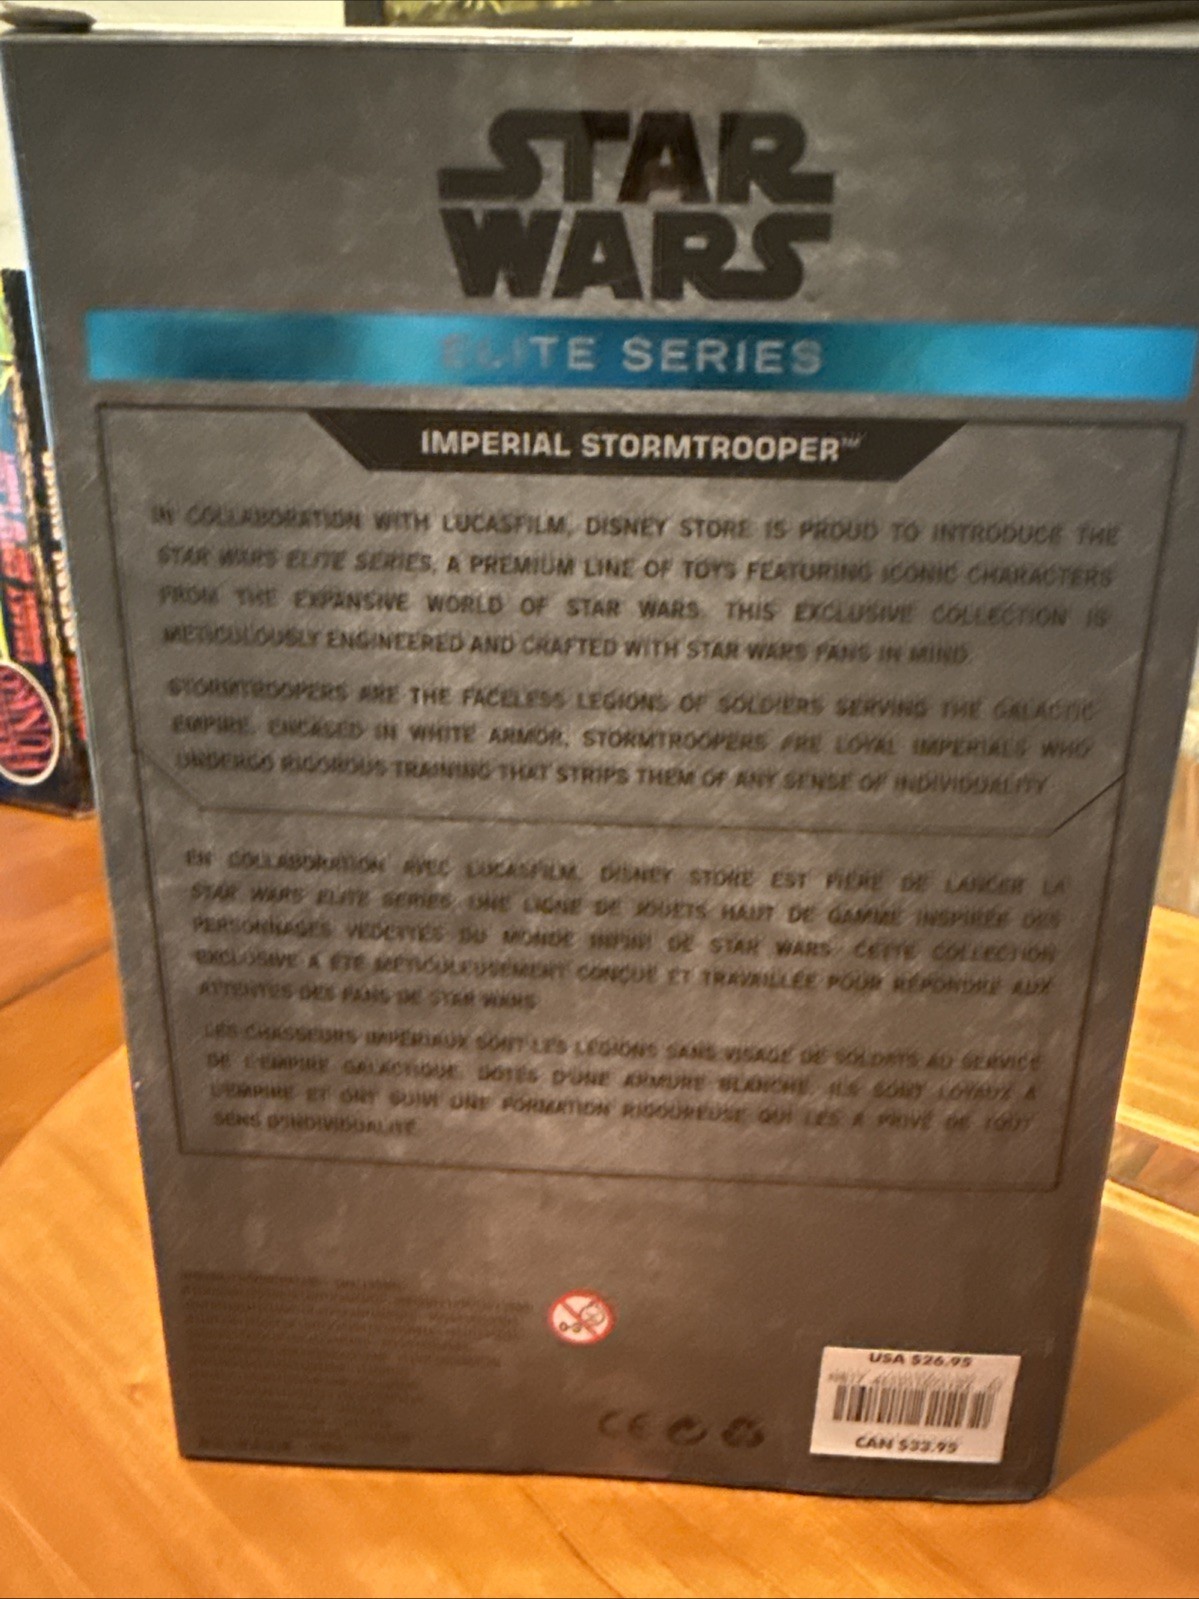 STAR
WARS
ELITE SERIES
IMPERIAL STORMTROOPER™
IN COLLABORATION WITH LUCASFILM, DISNEY STORE IS PROUD TO INTRODUCE THE
STAR WARS ELITE SERIES, A PREMIUM LINE OF TOYS FEATURING ICONIC CHARACTERS
FROM THE EXPANSIVE WORLD OF STAR WARS. THIS EXCLUSIVE COLLECTION IS
METICULOUSLY ENGINEERED AND CRAFTED WITH STAR WARS FANS IN MIND.
STORMTROOPERS ARE THE FACELESS LEGIONS OF SOLDIERS SERVING THE GALACTIC
EMPIRE. ENCASED IN WHITE ARMOR, STORMTROOPERS ARE LOYAL IMPERIALS WHO
UNDERGO RIGOROUS TRAINING THAT STRIPS THEM OF ANY SENSE OF INDIVIDUALITY.
EN COLLABORATION AVEC LUCASFILM, DISNEY STORE EST FIÈRE DE LANCER LA
STAR WARS ELITE SERIES, UNE LIGNE DE JOUETS HAUT DE GAMME INSPIRÉE DES
PERSONNAGES VEDETTES DU MONDE INFINI DE STAR WARS. CETTE COLLECTION
EXCLUSIVE A ÉTÉ MÉTICULEUSEMENT CONÇUE ET TRAVAILLÉE POUR RÉPONDRE AUX
ATTENTES DES FANS DE STAR WARS.
LES CHASSEURS IMPÉRIAUX SONT LES LÉGIONS SANS VISAGE DE SOLDATS AU SERVICE
DE L'EMPIRE GALACTIQUE. DOTÉS D'UNE ARMURE BLANCHE, ILS SONT LOYAUX À
L'EMPIRE ET ONT SUIVI UNE FORMATION RIGOUREUSE QUI LES A PRIVÉ DE TOUT
SENS D'INDIVIDUALITÉ.
0-3
CE
USA $26.95
CAN $33.95